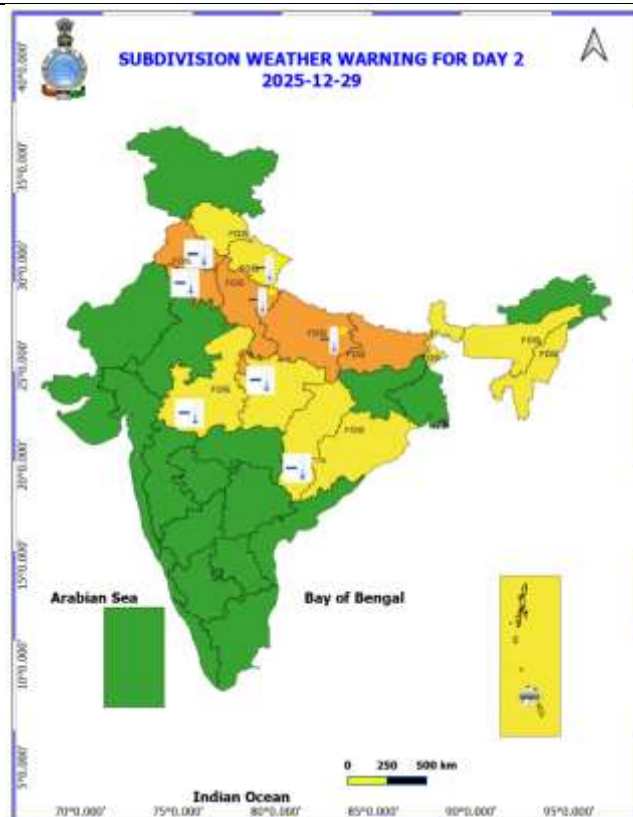 SUBDIVISION WEATHER WARNING FOR DAY 2
2025-12-29
40°0.000'
35°0.000'
30°0.000'
25°0.000'
20°0.000'
15°0.000'
10°0.000'
5°0.000'
FOG
FOG
FOG
FOG
FOG
FOG
FOG
FOG
FOG
FOG
Arabian Sea
Bay of Bengal
0 250 500 km
Indian Ocean
70°0.000' 75°0.000' 80°0.000' 85°0.000' 90°0.000' 95°0.000'